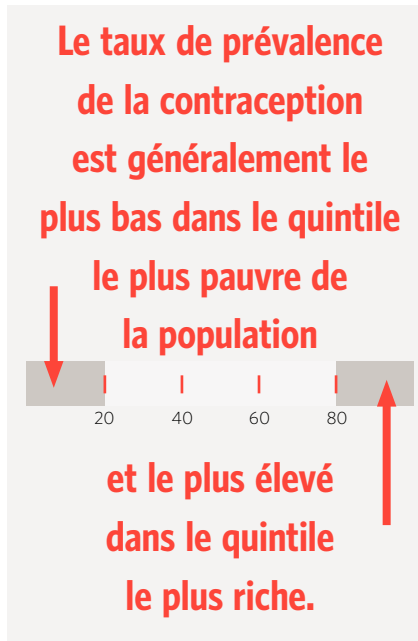 Le taux de prévalence
de la contraception
est généralement le
plus bas dans le quintile
le plus pauvre de
la population
20 40 60 80
et le plus élevé
dans le quintile
le plus riche.